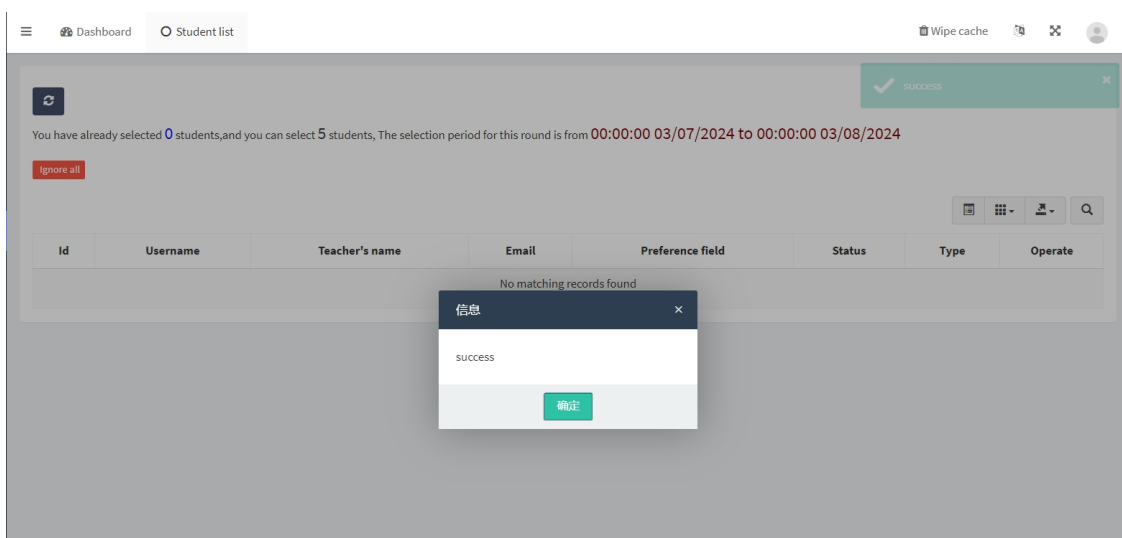 Dashboard
Student list
Wipe cache
success
You have already selected 0 students,and you can select 5 students, The selection period for this round is from 00:00:00 03/07/2024 to 00:00:00 03/08/2024
Ignore all
Id Username Teacher's name Email Preference field Status Type Operate
No matching records found
信息
success
确定